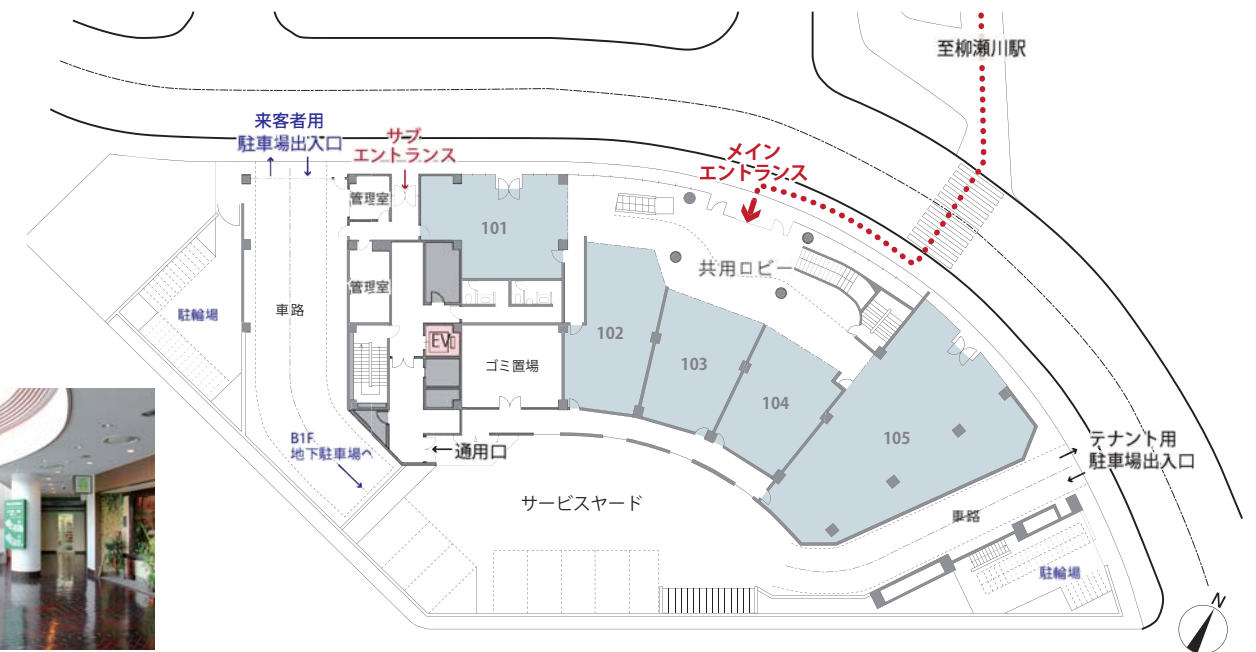 至柳瀬川駅
来客者用
駐車場出入口
サブ
エントランス
メイン
エントランス
管理室
101
共用ロビー
管理室
車路
駐輪場
EV
102
103
104
105
ゴミ置場
B1F
地下駐車場へ
通用口
テナント用
駐車場出入口
サービスヤード
車路
駐輪場
N